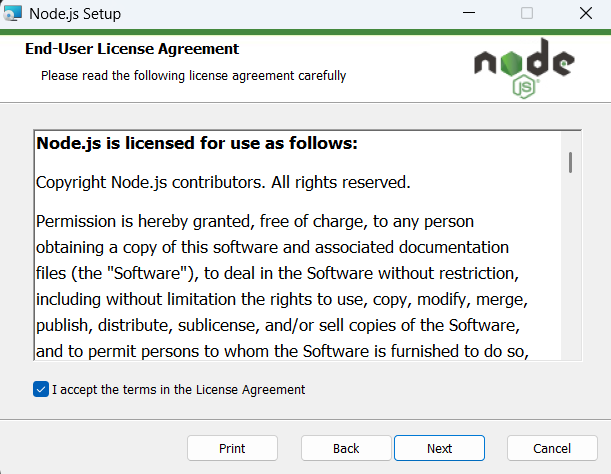 Node.js Setup
End-User License Agreement
Please read the following license agreement carefully
node
JS
Node.js is licensed for use as follows:
Copyright Node.js contributors. All rights reserved.
Permission is hereby granted, free of charge, to any person
obtaining a copy of this software and associated documentation
files (the "Software"), to deal in the Software without restriction,
including without limitation the rights to use, copy, modify, merge,
publish, distribute, sublicense, and/or sell copies of the Software,
and to permit persons to whom the Software is furnished to do so,
I accept the terms in the License Agreement
Print
Back
Next
Cancel